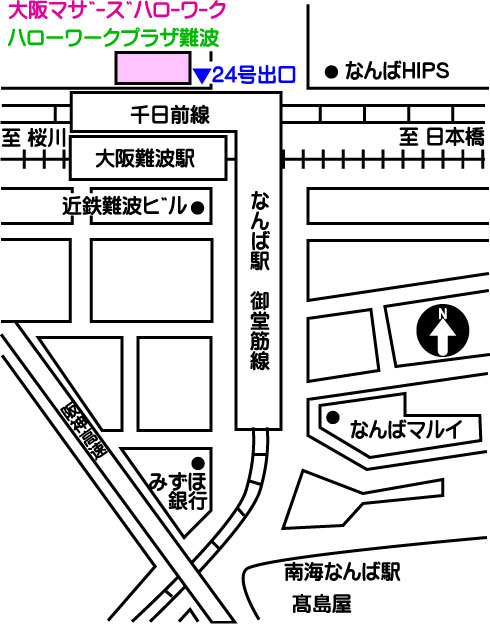 大阪マザーズハローワーク
ハローワークプラザ難波
▼24号出口
●なんばHIPS
千日前線
至 桜川
至 日本橋
大阪難波駅
近鉄難波ビル●
なんば駅 御堂筋線
N
なんばマルイ
みずほ
銀行
南海なんば駅
髙島屋